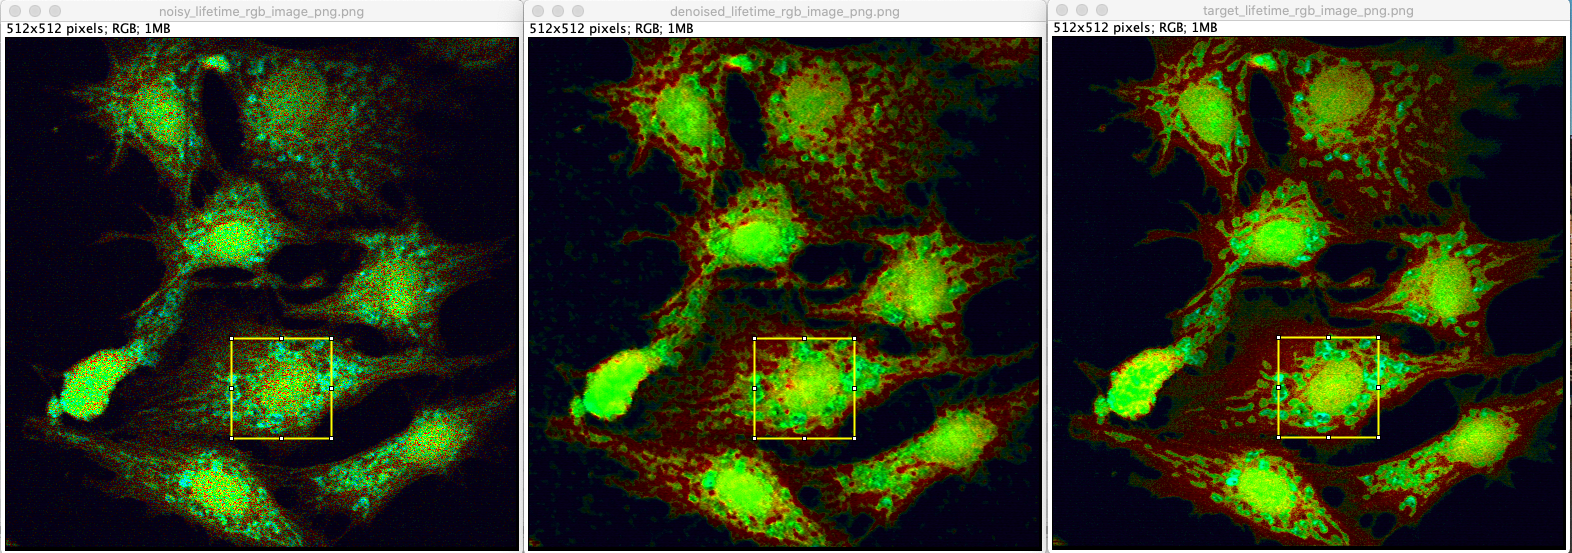 noisy_lifetime_rgb_image_png.png
512x512 pixels; RGB; 1MB
denoised_lifetime_rgb_image_png.png
512x512 pixels; RGB; 1MB
target_lifetime_rgb_image_png.png
512x512 pixels; RGB; 1MB